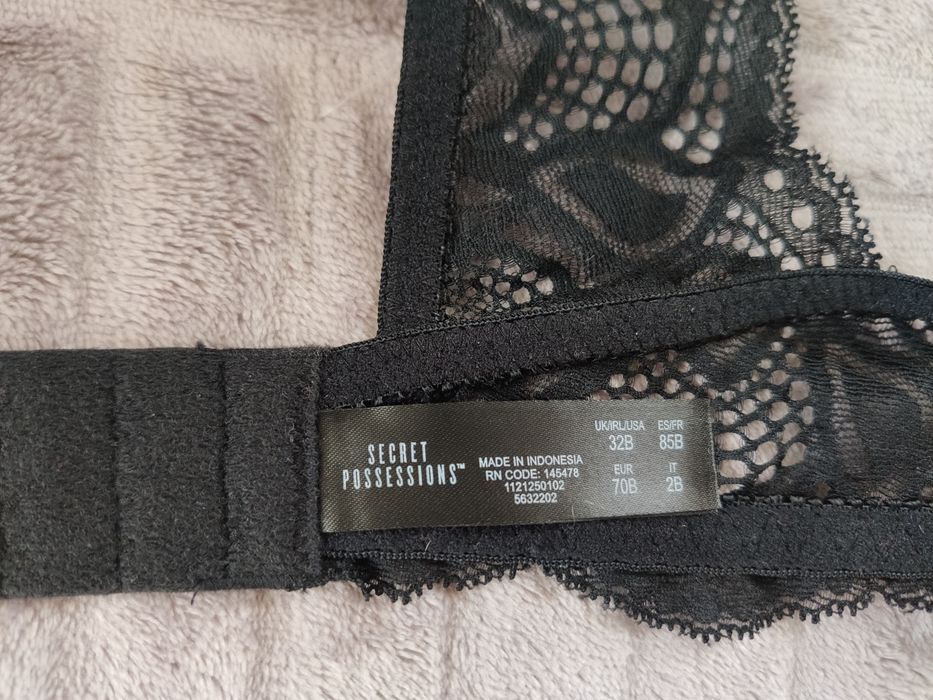 SECRET
POSSESSIONS™
MADE IN INDONESIA
RN CODE: 145478
1121250102
5632202
UK/IRL/USA ES/FR
32B 85B
EUR IT
70B 2B